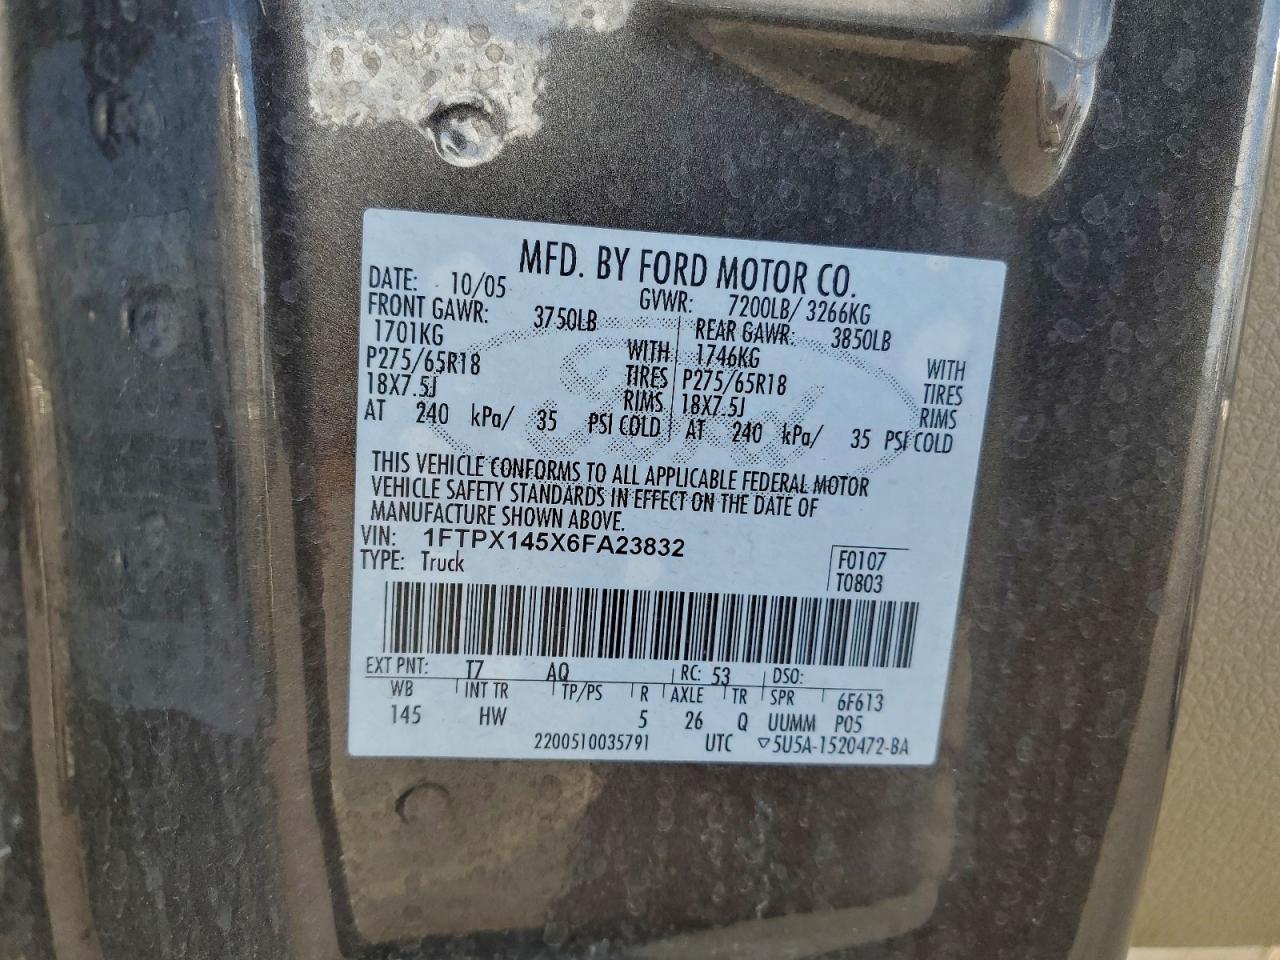 MFD. BY FORD MOTOR CO.
DATE: 10/05 GVWR: 7200LB/ 3266KG
FRONT GAWR: 3750LB REAR GAWR: 3850LB
1701KG WITH 1746KG WITH
P275/65R18 TIRES P275/65R18 TIRES
18X7.5J RIMS 18X7.5J RIMS
AT 240 kPa/ 35 PSI COLD AT 240 kPa/ 35 PSI COLD
THIS VEHICLE CONFORMS TO ALL APPLICABLE FEDERAL MOTOR
VEHICLE SAFETY STANDARDS IN EFFECT ON THE DATE OF
MANUFACTURE SHOWN ABOVE.
VIN: 1FTPX145X6FA23832 F0107
TYPE: Truck T0803
EXT PNT: T7 AQ RC: 53 DSO:
WB INT TR TP/PS R AXLE TR SPR 6F613
145 HW 5 26 Q UUMM P05
2200510035791 UTC ▽5U5A-1520472-BA